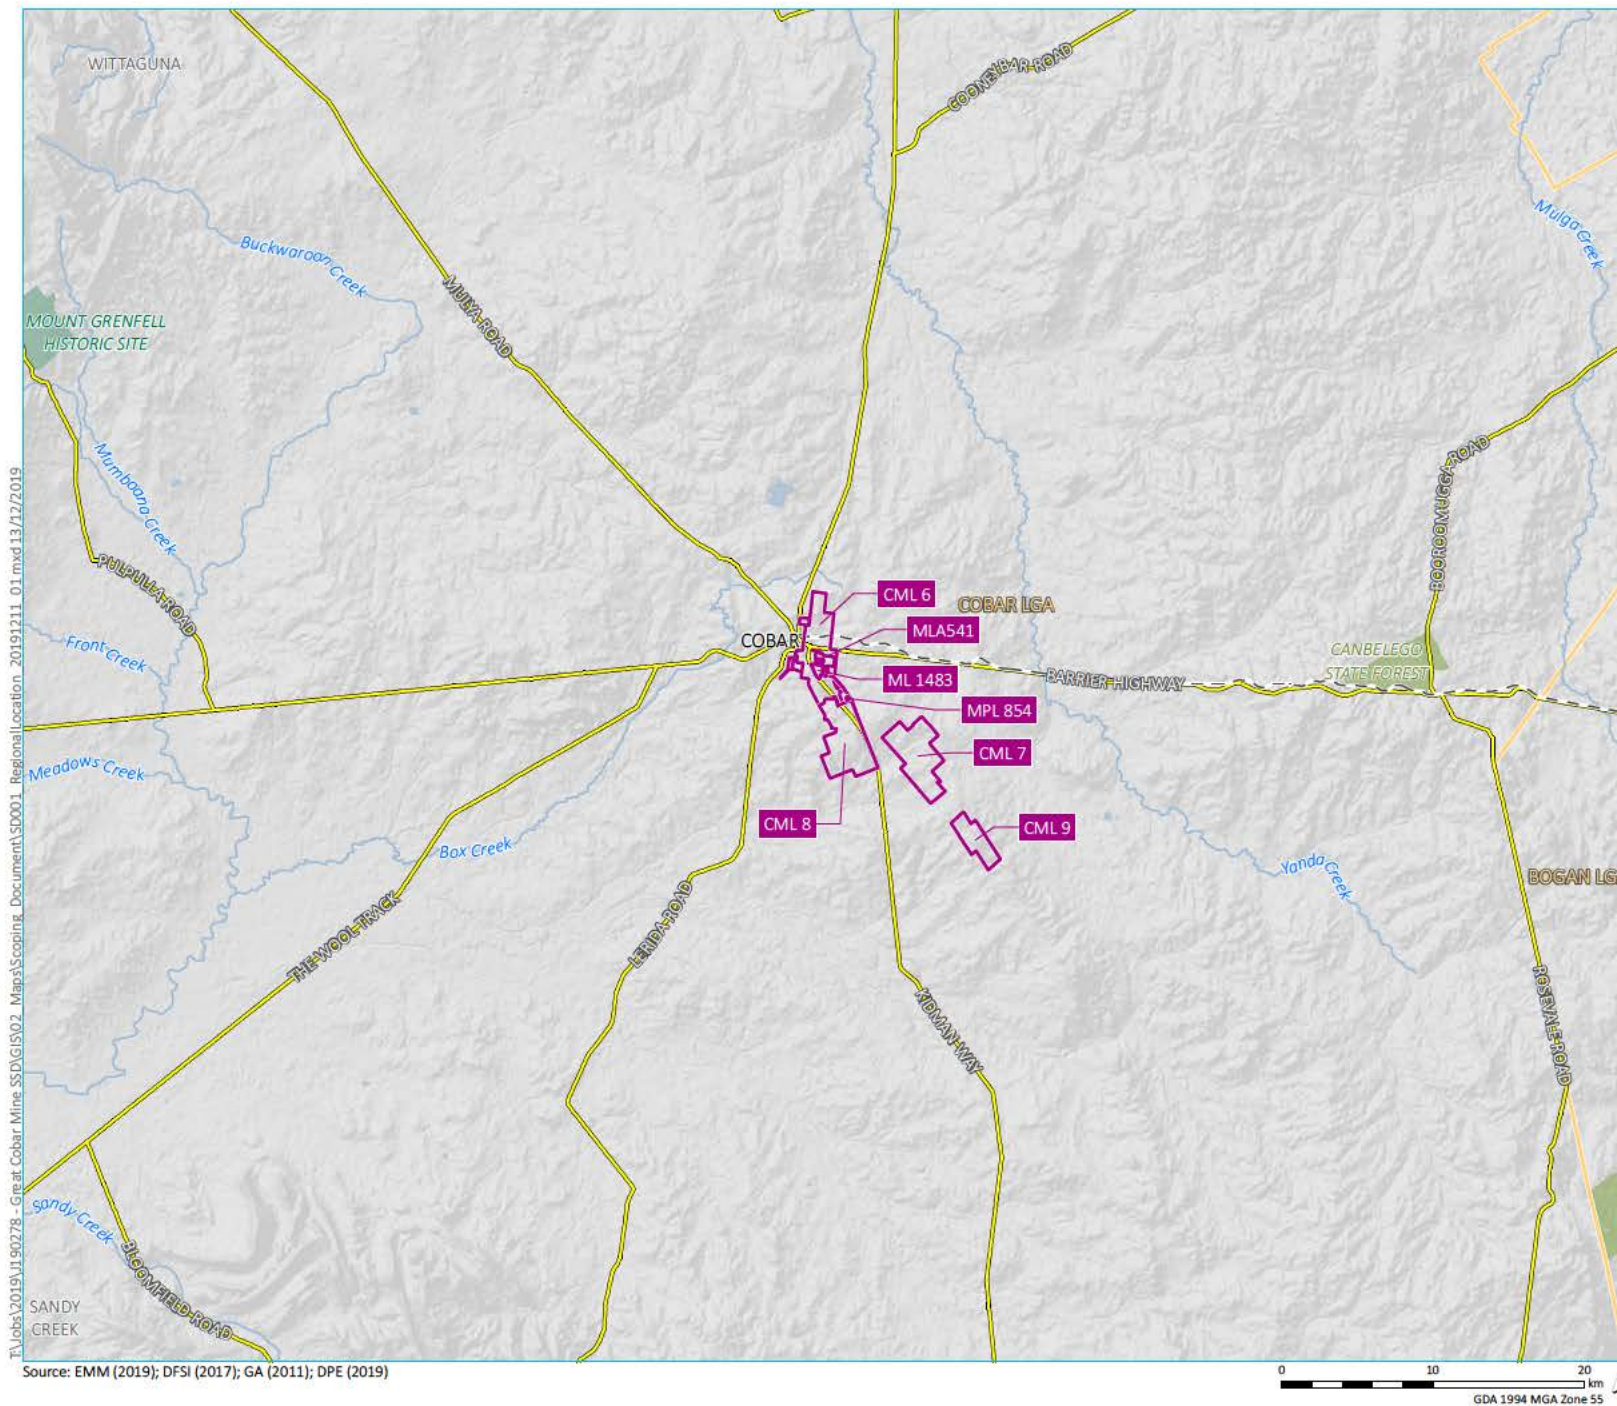 WITTAGUNA
COONEYBAR ROAD
Mulga Creek
Buckwaroon Creek
MULYA ROAD
MOUNT GRENFELL
HISTORIC SITE
Mumboana Creek
BOOROOMUGGA ROAD
PULPULLA ROAD
CML 6
COBAR LGA
MLA541
COBAR
Front Creek
CANBELEGO
STATE FOREST
ML 1483
BARRIER HIGHWAY
MPL 854
CML 7
Meadows Creek
CML 8
CML 9
Box Creek
Yanda Creek
BOGAN LG
THE WOOL TRACK
LERIDA ROAD
KIDMAN WAY
ROSEVALE ROAD
Sandy Creek
BLOOMFIELD ROAD
SANDY
CREEK
T:\Jobs\2019\J190278 - Great Cobar Mine SSD\GIS\02_Maps\Scoping_Document\SD001_RegionalLocation_20191211_01.mxd 13/12/2019
Source: EMM (2019); DFSI (2017); GA (2011); DPE (2019)
0 10 20
km
GDA 1994 MGA Zone 55